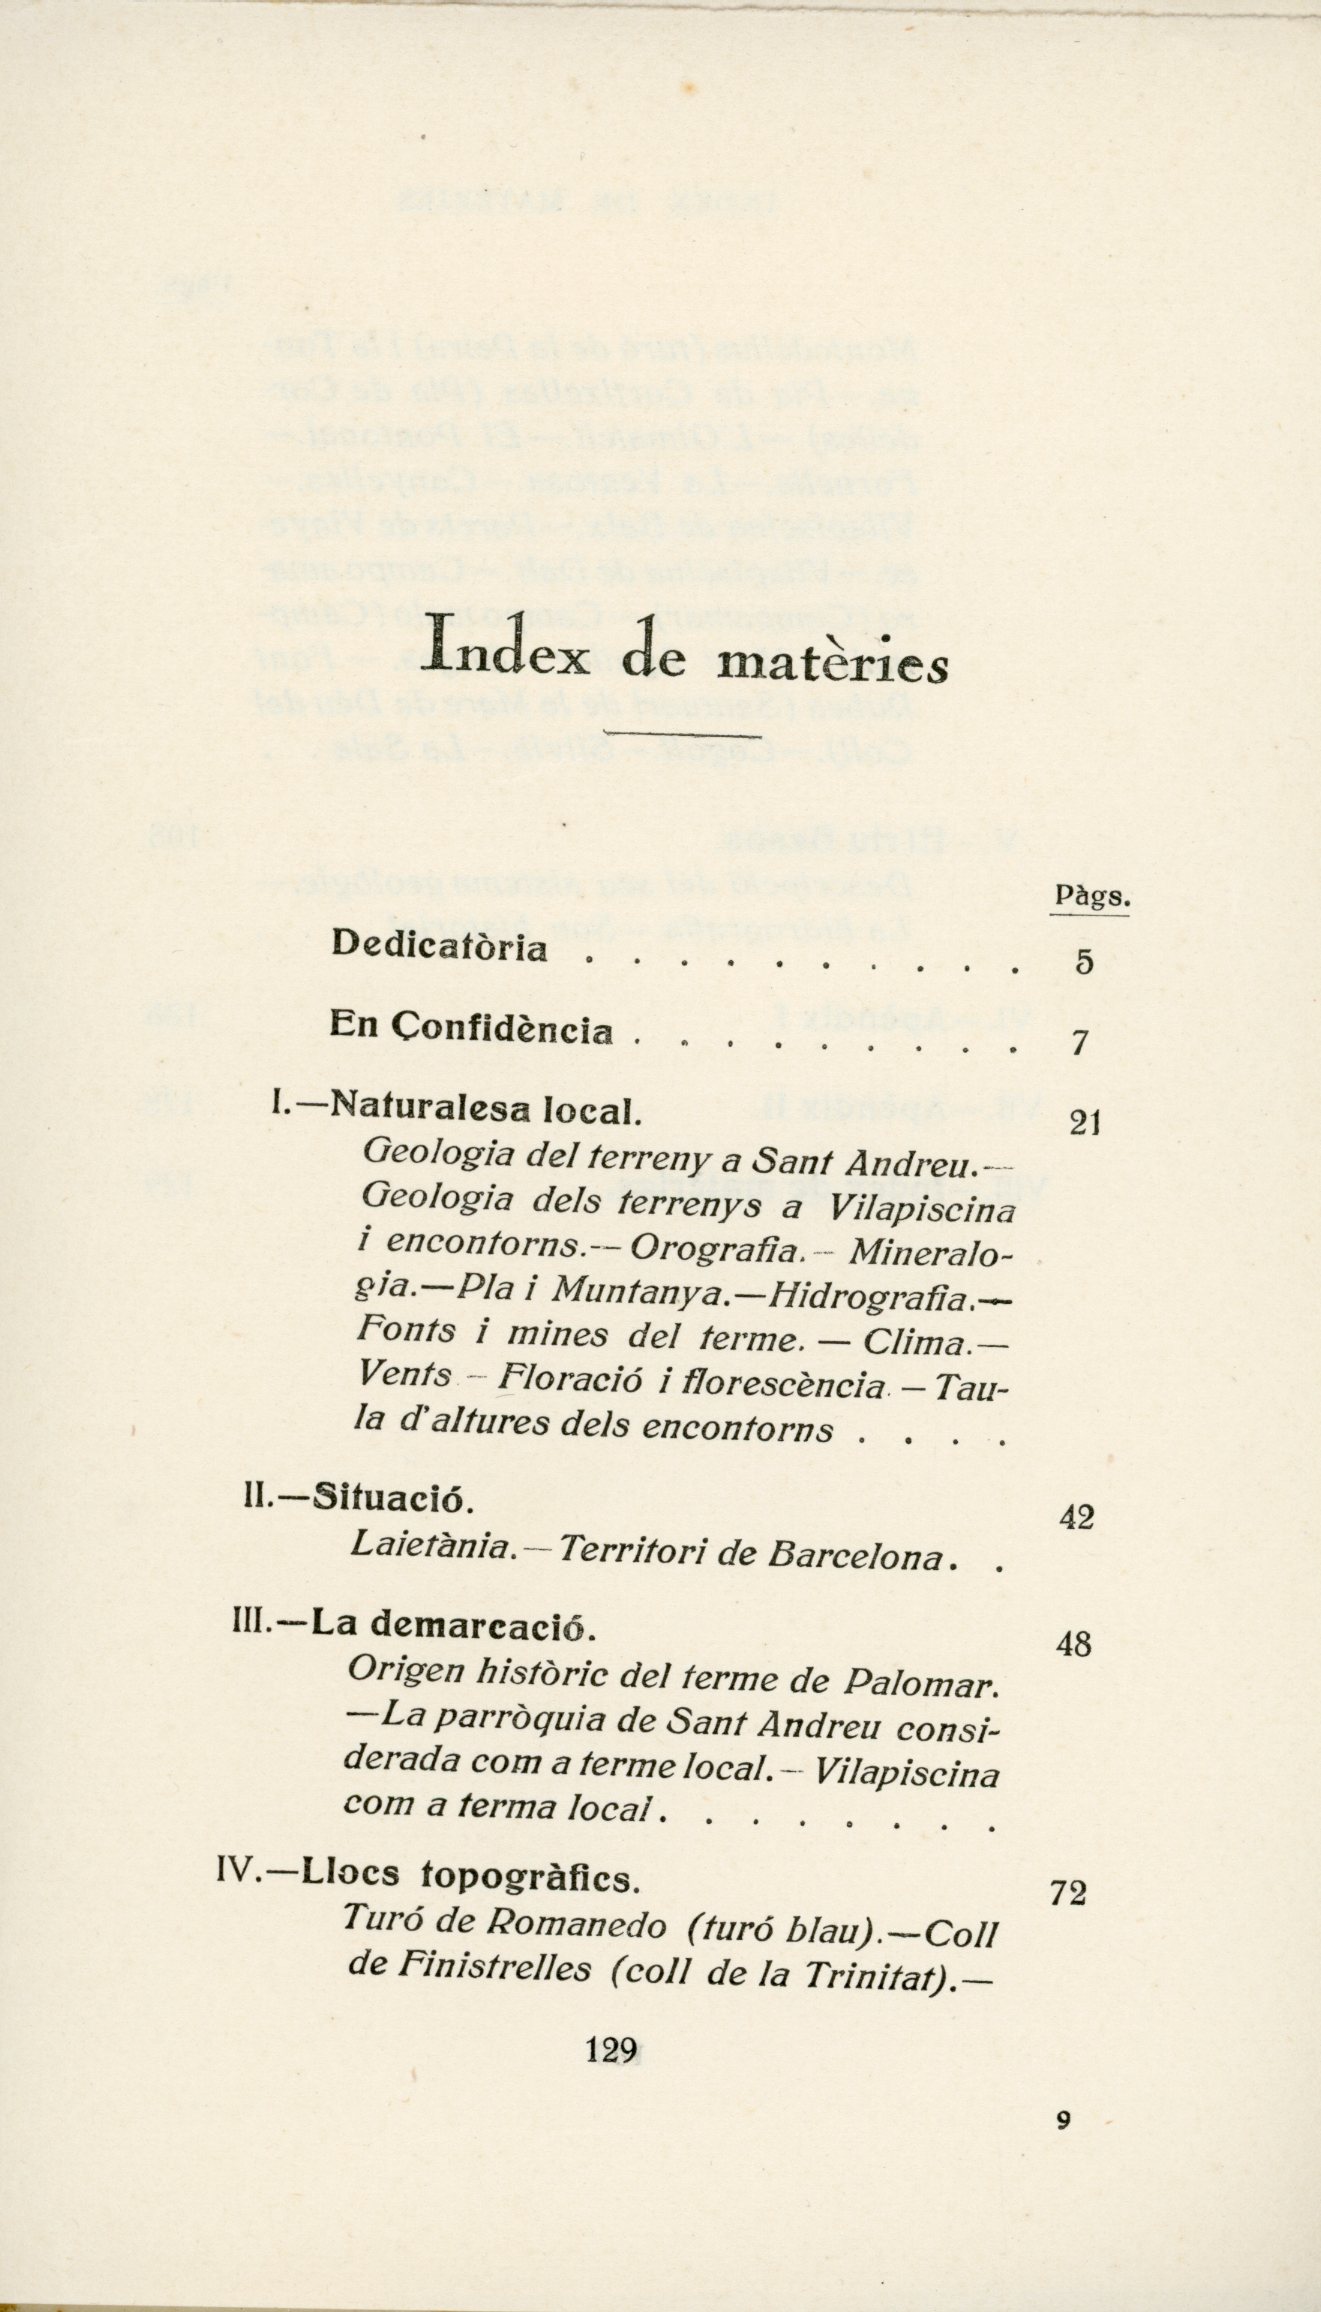 Index de matèries
Pàgs.
Dedicatòria . . . . . . . . . . 5
En Confidència . . . . . . . . . 7
I.—Naturalesa local. 21
Geologia del terreny a Sant Andreu.—
Geologia dels terrenys a Vilapiscina
i encontorns.—Orografia.—Mineralo-
gia.—Pla i Muntanya.—Hidrografia.—
Fonts i mines del terme. — Clima.—
Vents — Floració i florescència. — Tau-
la d'altures dels encontorns . . . .
II.—Situació. 42
Laietània.—Territori de Barcelona. .
III.—La demarcació. 48
Origen històric del terme de Palomar.
—La parròquia de Sant Andreu consi-
derada com a terme local.— Vilapiscina
com a terma local. . . . . . . .
IV.—Llocs topogràfics. 72
Turó de Romanedo (turó blau).—Coll
de Finistrelles (coll de la Trinitat).—
129
9